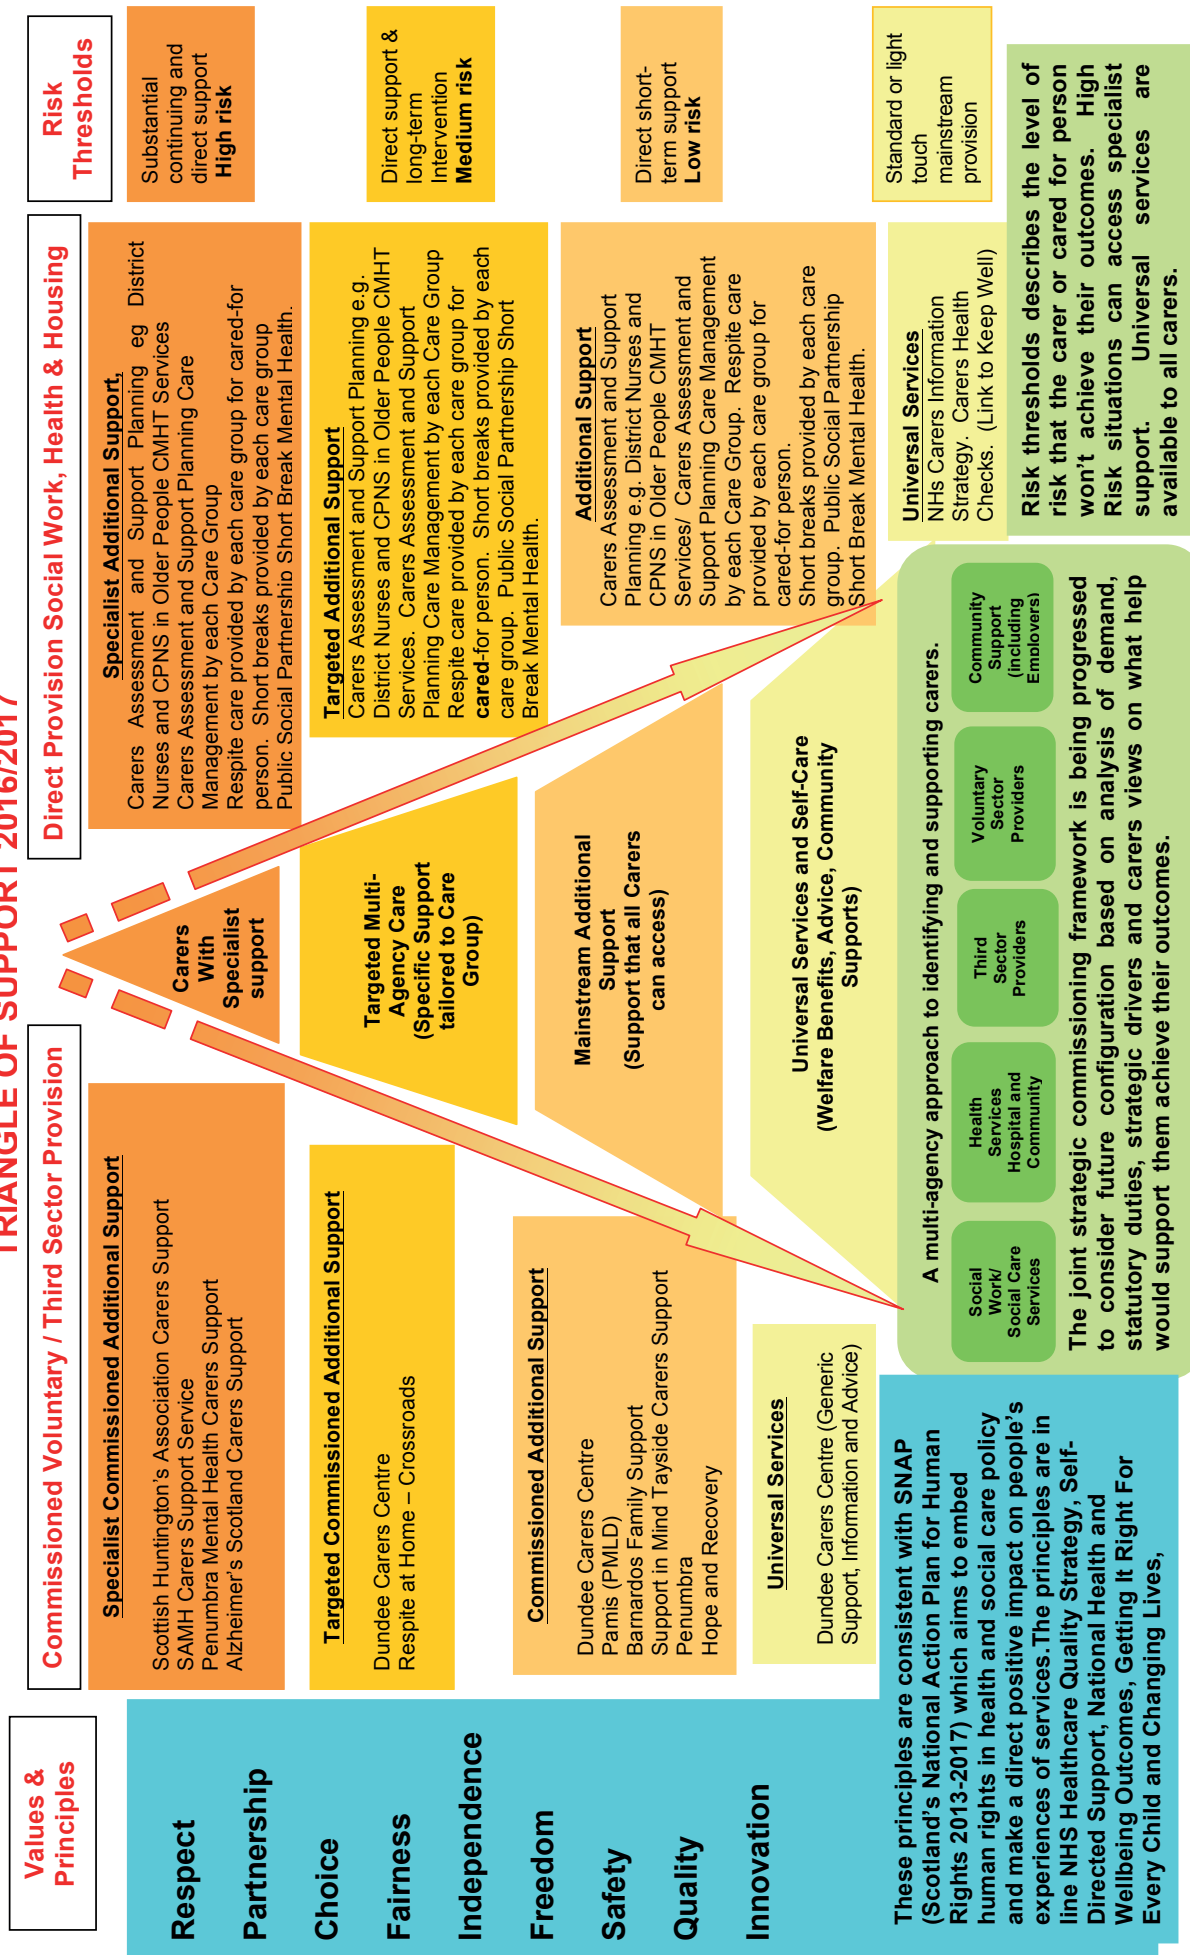 TRIANGLE OF SUPPORT 2016/2017
Values &
Principles
Commissioned Voluntary / Third Sector Provision
Direct Provision Social Work, Health & Housing
Risk
Thresholds
Respect
Partnership
Choice
Fairness
Independence
Freedom
Safety
Quality
Innovation
These principles are consistent with SNAP
(Scotland's National Action Plan for Human
Rights 2013-2017) which aims to embed
human rights in health and social care policy
and make a direct positive impact on people's
experiences of services.The principles are in
line NHS Healthcare Quality Strategy, Self-
Directed Support, National Health and
Wellbeing Outcomes, Getting It Right For
Every Child and Changing Lives,
Specialist Commissioned Additional Support
Scottish Huntington's Association Carers Support
SAMH Carers Support Service
Penumbra Mental Health Carers Support
Alzheimer's Scotland Carers Support
Targeted Commissioned Additional Support
Dundee Carers Centre
Respite at Home – Crossroads
Commissioned Additional Support
Dundee Carers Centre
Pamis (PMLD)
Barnardos Family Support
Support in Mind Tayside Carers Support
Penumbra
Hope and Recovery
Universal Services
Dundee Carers Centre (Generic
Support, Information and Advice)
Carers
With
Specialist
support
Targeted Multi-
Agency Care
(Specific Support
tailored to Care
Group)
Mainstream Additional
Support
(Support that all Carers
can access)
Universal Services and Self-Care
(Welfare Benefits, Advice, Community
Supports)
A multi-agency approach to identifying and supporting carers.
Social
Work/
Social Care
Services
Health
Services
Hospital and
Community
Third
Sector
Providers
Voluntary
Sector
Providers
Community
Support
(including
Employers)
The joint strategic commissioning framework is being progressed
to consider future configuration based on analysis of demand,
statutory duties, strategic drivers and carers views on what help
would support them achieve their outcomes.
Specialist Additional Support,
Carers Assessment and Support Planning eg District
Nurses and CPNS in Older People CMHT Services
Carers Assessment and Support Planning Care
Management by each Care Group
Respite care provided by each care group for cared-for
person. Short breaks provided by each care group
Public Social Partnership Short Break Mental Health.
Targeted Additional Support
Carers Assessment and Support Planning e.g.
District Nurses and CPNS in Older People CMHT
Services. Carers Assessment and Support
Planning Care Management by each Care Group
Respite care provided by each care group for
cared-for person. Short breaks provided by each
care group. Public Social Partnership Short
Break Mental Health.
Additional Support
Carers Assessment and Support
Planning e.g. District Nurses and
CPNS in Older People CMHT
Services/ Carers Assessment and
Support Planning Care Management
by each Care Group. Respite care
provided by each care group for
cared-for person.
Short breaks provided by each care
group. Public Social Partnership
Short Break Mental Health.
Universal Services
NHs Carers Information
Strategy. Carers Health
Checks. (Link to Keep Well)
Substantial
continuing and
direct support
High risk
Direct support &
long-term
Intervention
Medium risk
Direct short-
term support
Low risk
Standard or light
touch
mainstream
provision
Risk thresholds describes the level of
risk that the carer or cared for person
won't achieve their outcomes. High
Risk situations can access specialist
support. Universal services are
available to all carers.